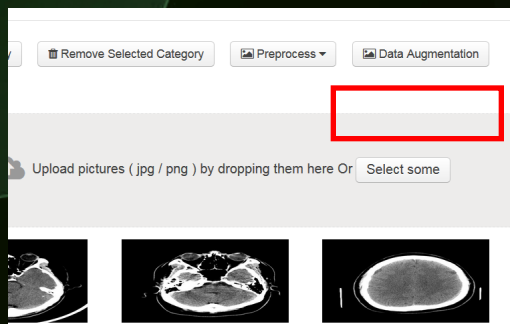 Remove Selected Category Preprocess Data Augmentation
Upload pictures ( jpg / png ) by dropping them here Or Select some